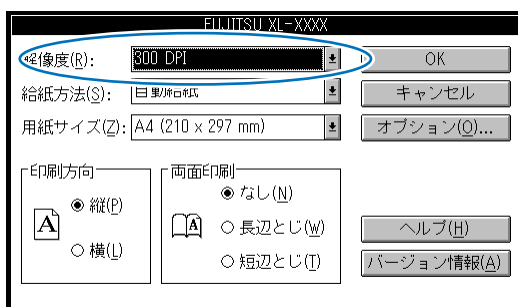 FUJITSU XL-XXXX
解像度(R): 300 DPI
OK
給紙方法(S): 自動給紙
キャンセル
用紙サイズ(Z): A4 (210 x 297 mm)
オプション(O)...
印刷方向
両面印刷
A
縦(P)
横(L)
A
なし(N)
長辺とじ(W)
短辺とじ(T)
ヘルプ(H)
バージョン情報(A)